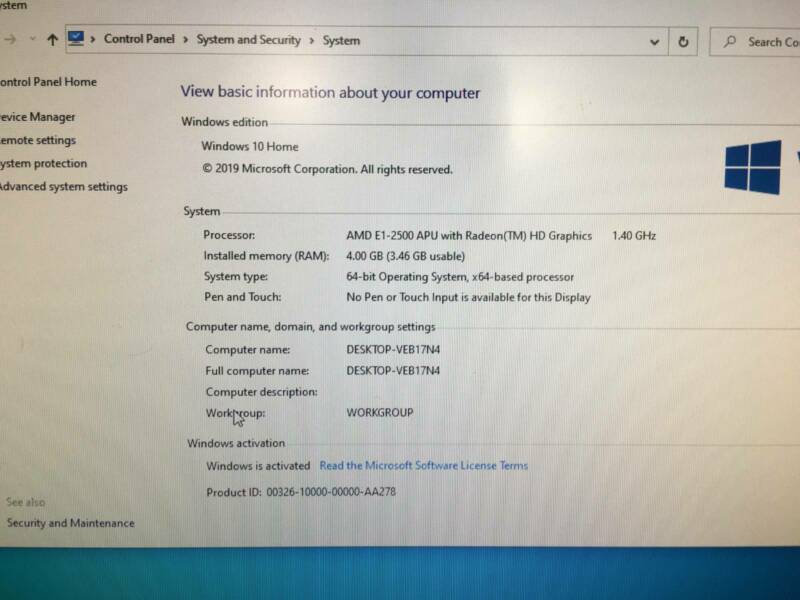 ystem
Control Panel > System and Security > System
Search Co
ontrol Panel Home
View basic information about your computer
evice Manager
emote settings
ystem protection
Advanced system settings
Windows edition
Windows 10 Home
© 2019 Microsoft Corporation. All rights reserved.
System
Processor: AMD E1-2500 APU with Radeon(TM) HD Graphics 1.40 GHz
Installed memory (RAM): 4.00 GB (3.46 GB usable)
System type: 64-bit Operating System, x64-based processor
Pen and Touch: No Pen or Touch Input is available for this Display
Computer name, domain, and workgroup settings
Computer name: DESKTOP-VEB17N4
Full computer name: DESKTOP-VEB17N4
Computer description:
Workgroup: WORKGROUP
Windows activation
Windows is activated Read the Microsoft Software License Terms
Product ID: 00326-10000-00000-AA278
See also
Security and Maintenance